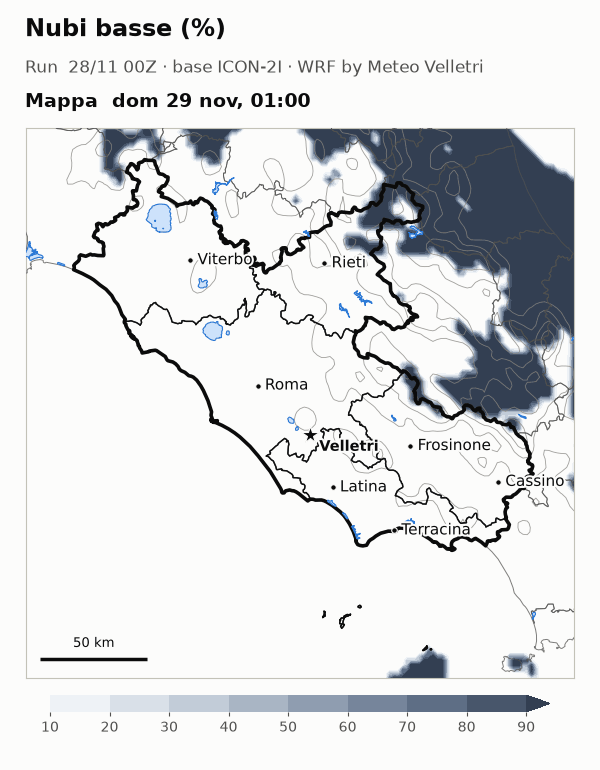 Nubi basse (%)
Run 28/11 00Z · base ICON-2I · WRF by Meteo Velletri
Mappa dom 29 nov, 01:00
Viterbo
Rieti
Roma
Velletri
Frosinone
Cassino
Latina
Terracina
50 km
10 20 30 40 50 60 70 80 90